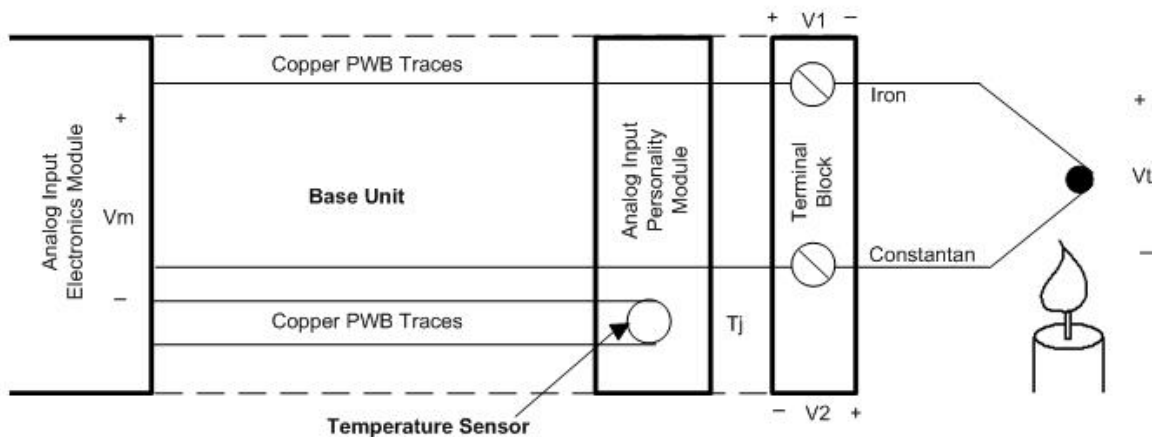 + V1 –
Copper PWB Traces
Iron
+
+
Analog Input
Electronics Module
Vm
Base Unit
Analog Input
Personality
Module
Terminal
Block
Vt
Constantan
–
–
Copper PWB Traces
Tj
– V2 +
Temperature Sensor